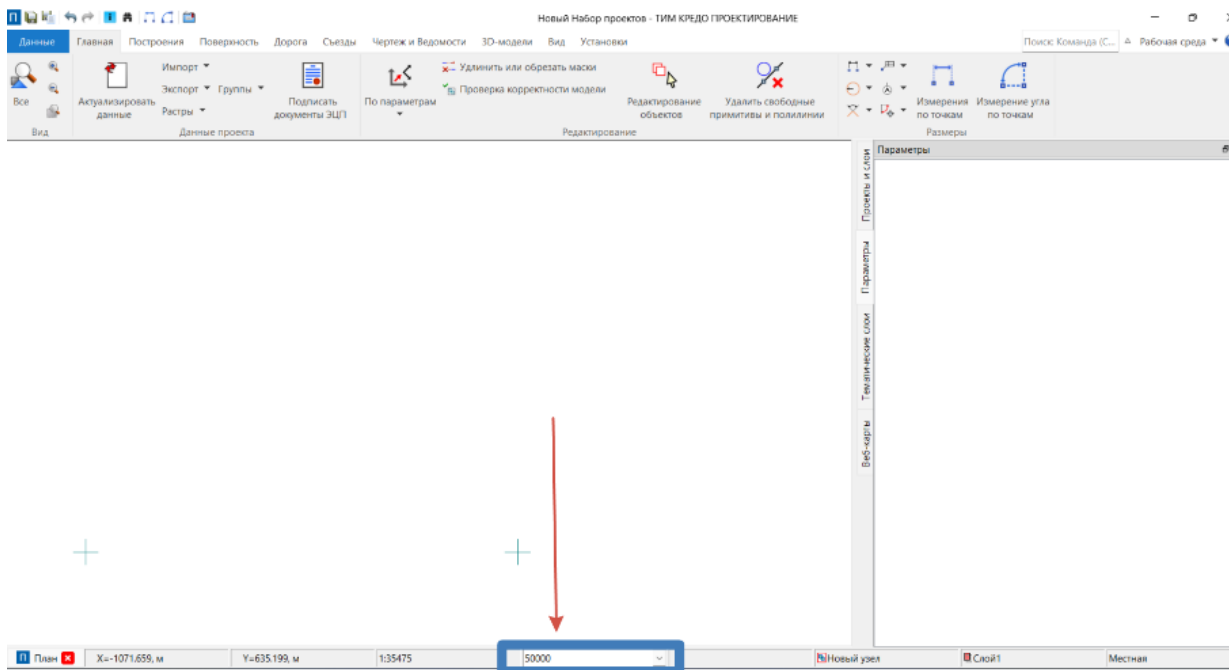 Новый Набор проектов - ТИМ КРЕДО ПРОЕКТИРОВАНИЕ
Данные Главная Построения Поверхность Дорога Съезды Чертеж и Ведомости 3D-модели Вид Установки Поиск: Команда (C... Рабочая среда
Все
Актуализировать данные
Импорт
Экспорт Группы
Растры
Подписать документы ЭЦП
По параметрам
Удлинить или обрезать маски
Проверка корректности модели
Редактирование объектов
Удалить свободные примитивы и полилинии
Измерения по точкам
Измерение угла по точкам
Вид Данные проекта Редактирование Размеры
Параметры
Проекты и слои
Параметры
Тематические слои
Веб-карты
П План X=-1071.659, м Y=635.199, м 1:35475 50000 Новый узел Слой1 Местная